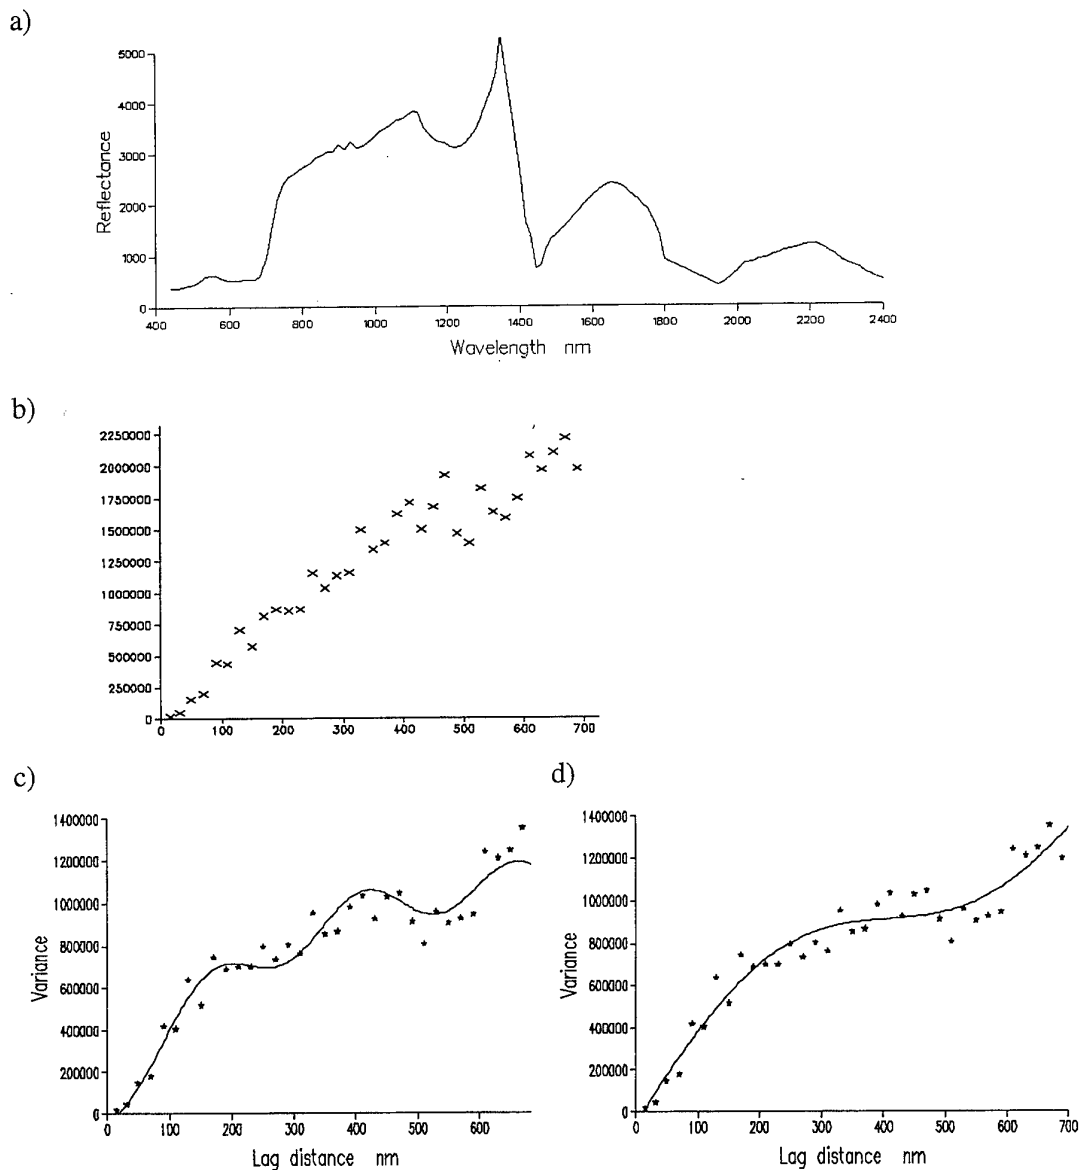 a)
5000
4000
3000
2000
1000
0
Reflectance
400 600 800 1000 1200 1400 1600 1800 2000 2200 2400
Wavelength nm
b)
2250000
2000000
1750000
1500000
1250000
1000000
750000
500000
250000
0
0 100 200 300 400 500 600 700
c)
1400000
1200000
1000000
800000
600000
400000
200000
0
Variance
0 100 200 300 400 500 600
Lag distance nm
d)
1400000
1200000
1000000
800000
600000
400000
200000
0
Variance
0 100 200 300 400 500 600 700
Lag distance nm